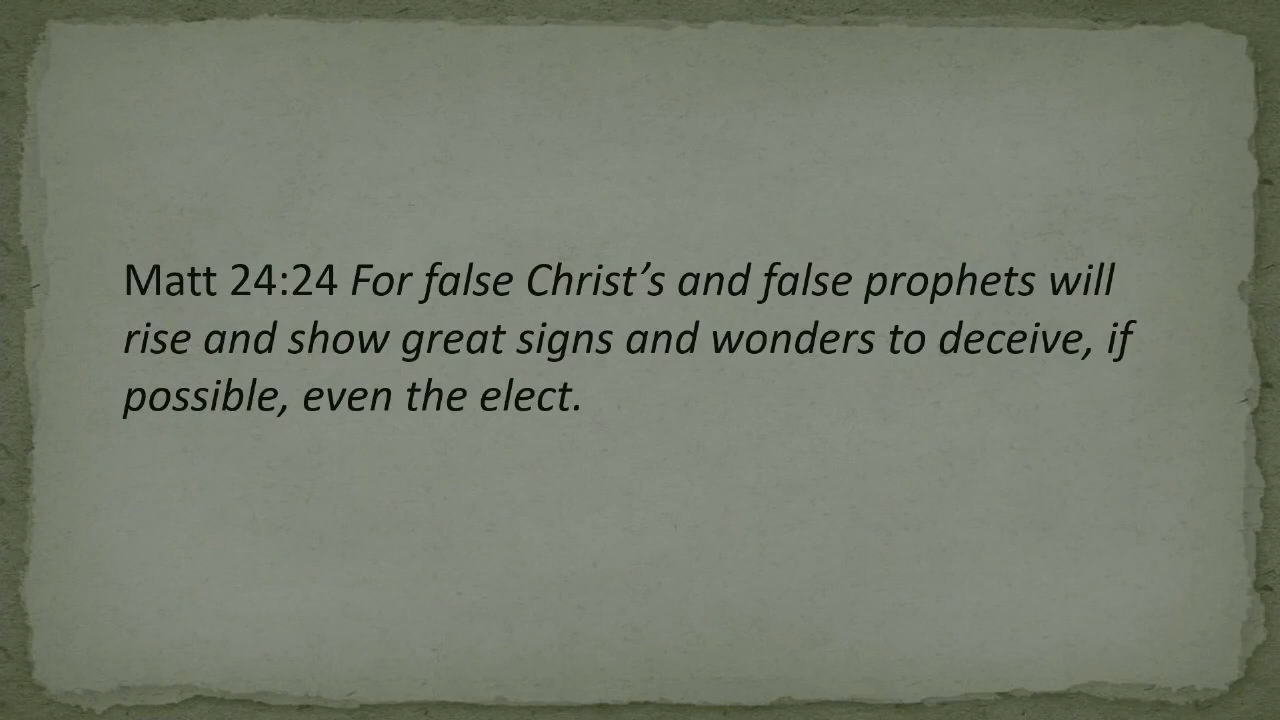 Matt 24:24 For false Christ’s and false prophets will
rise and show great signs and wonders to deceive, if
possible, even the elect.